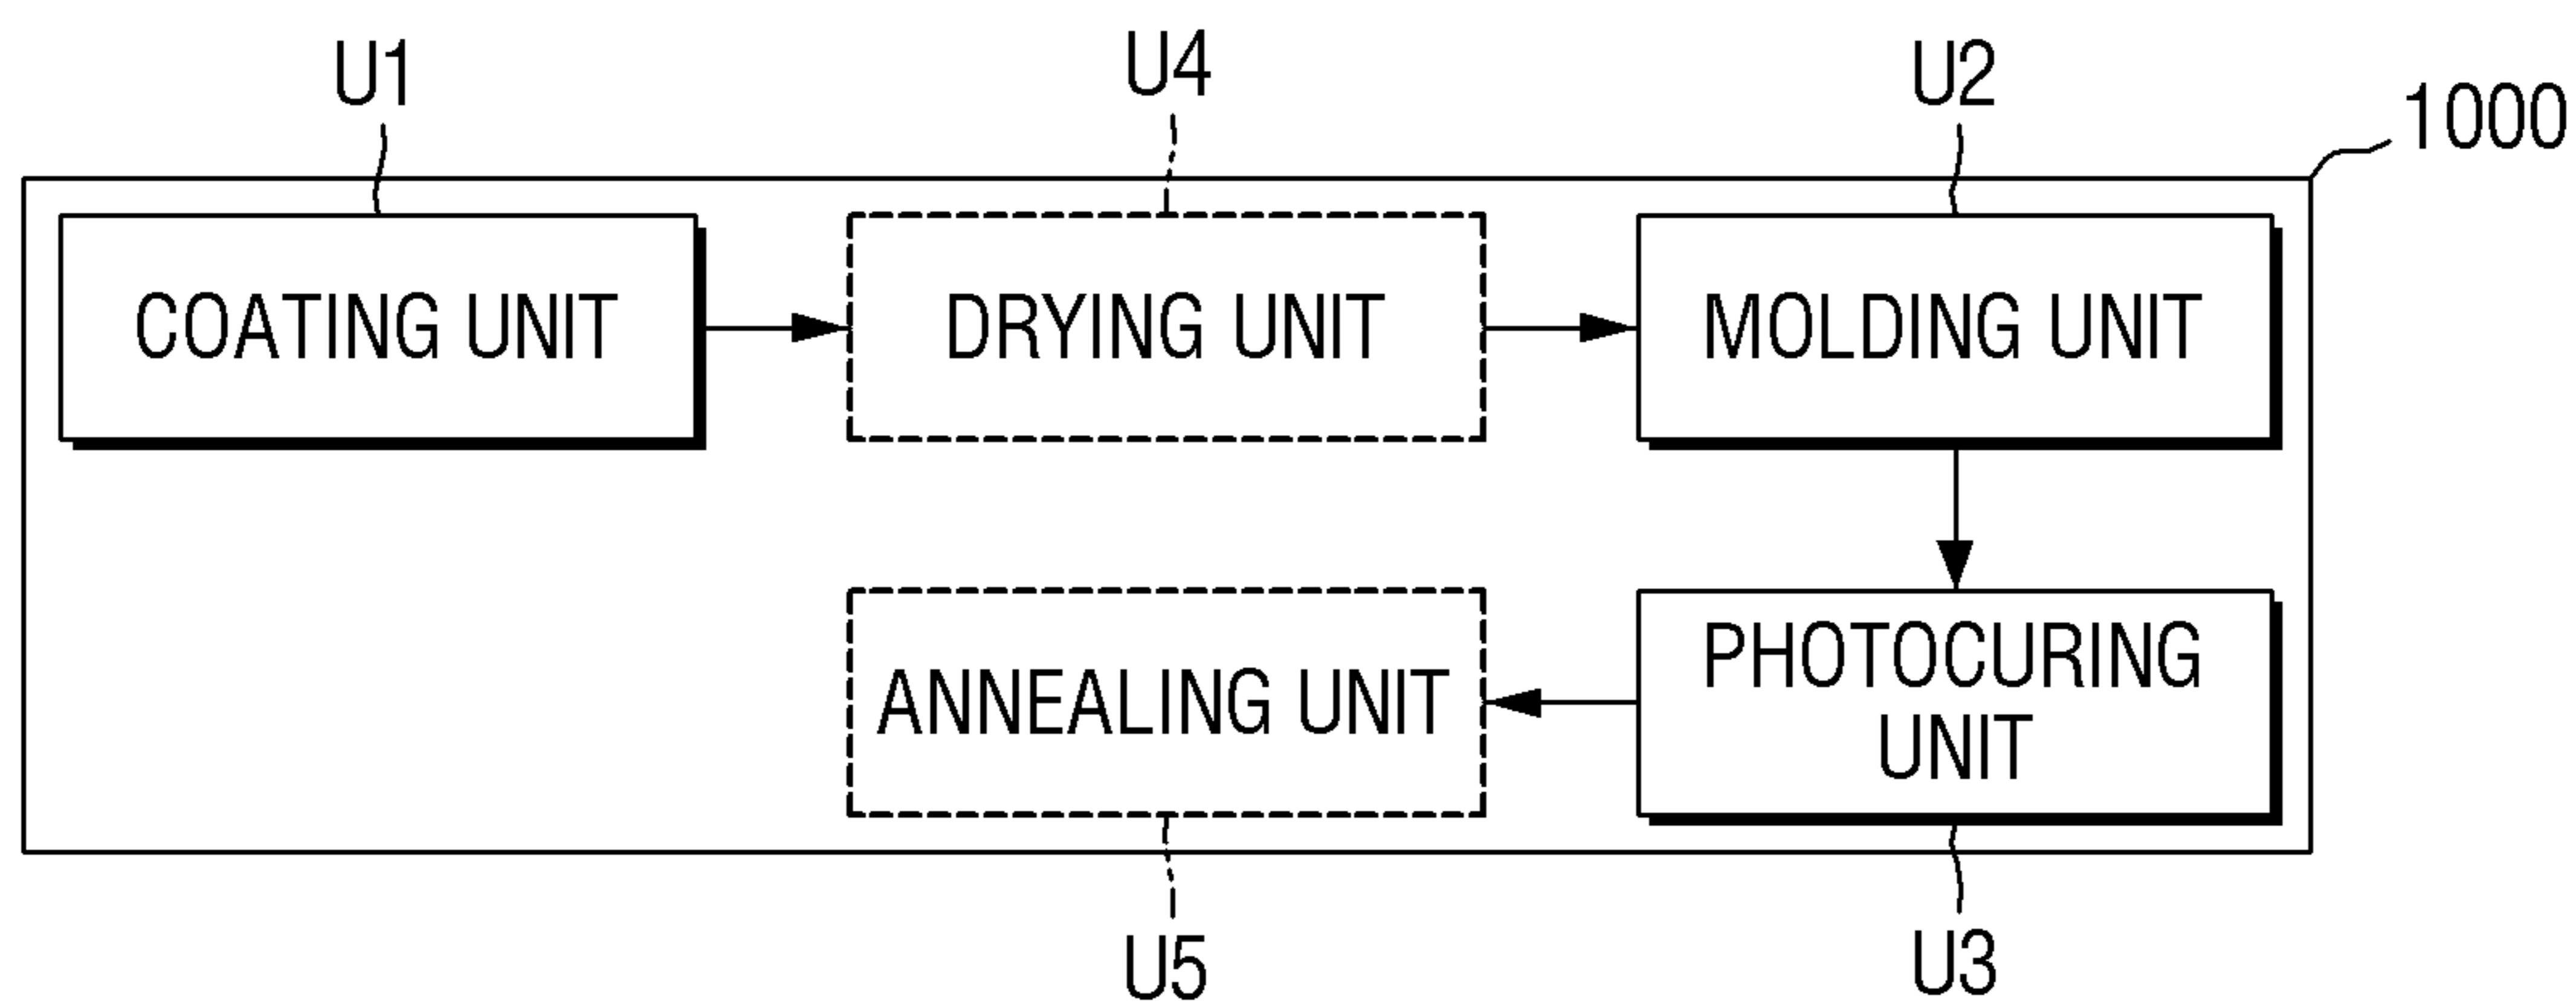 U1
U4
U2
1000
COATING UNIT
DRYING UNIT
MOLDING UNIT
ANNEALING UNIT
PHOTOCURING
UNIT
U5
U3